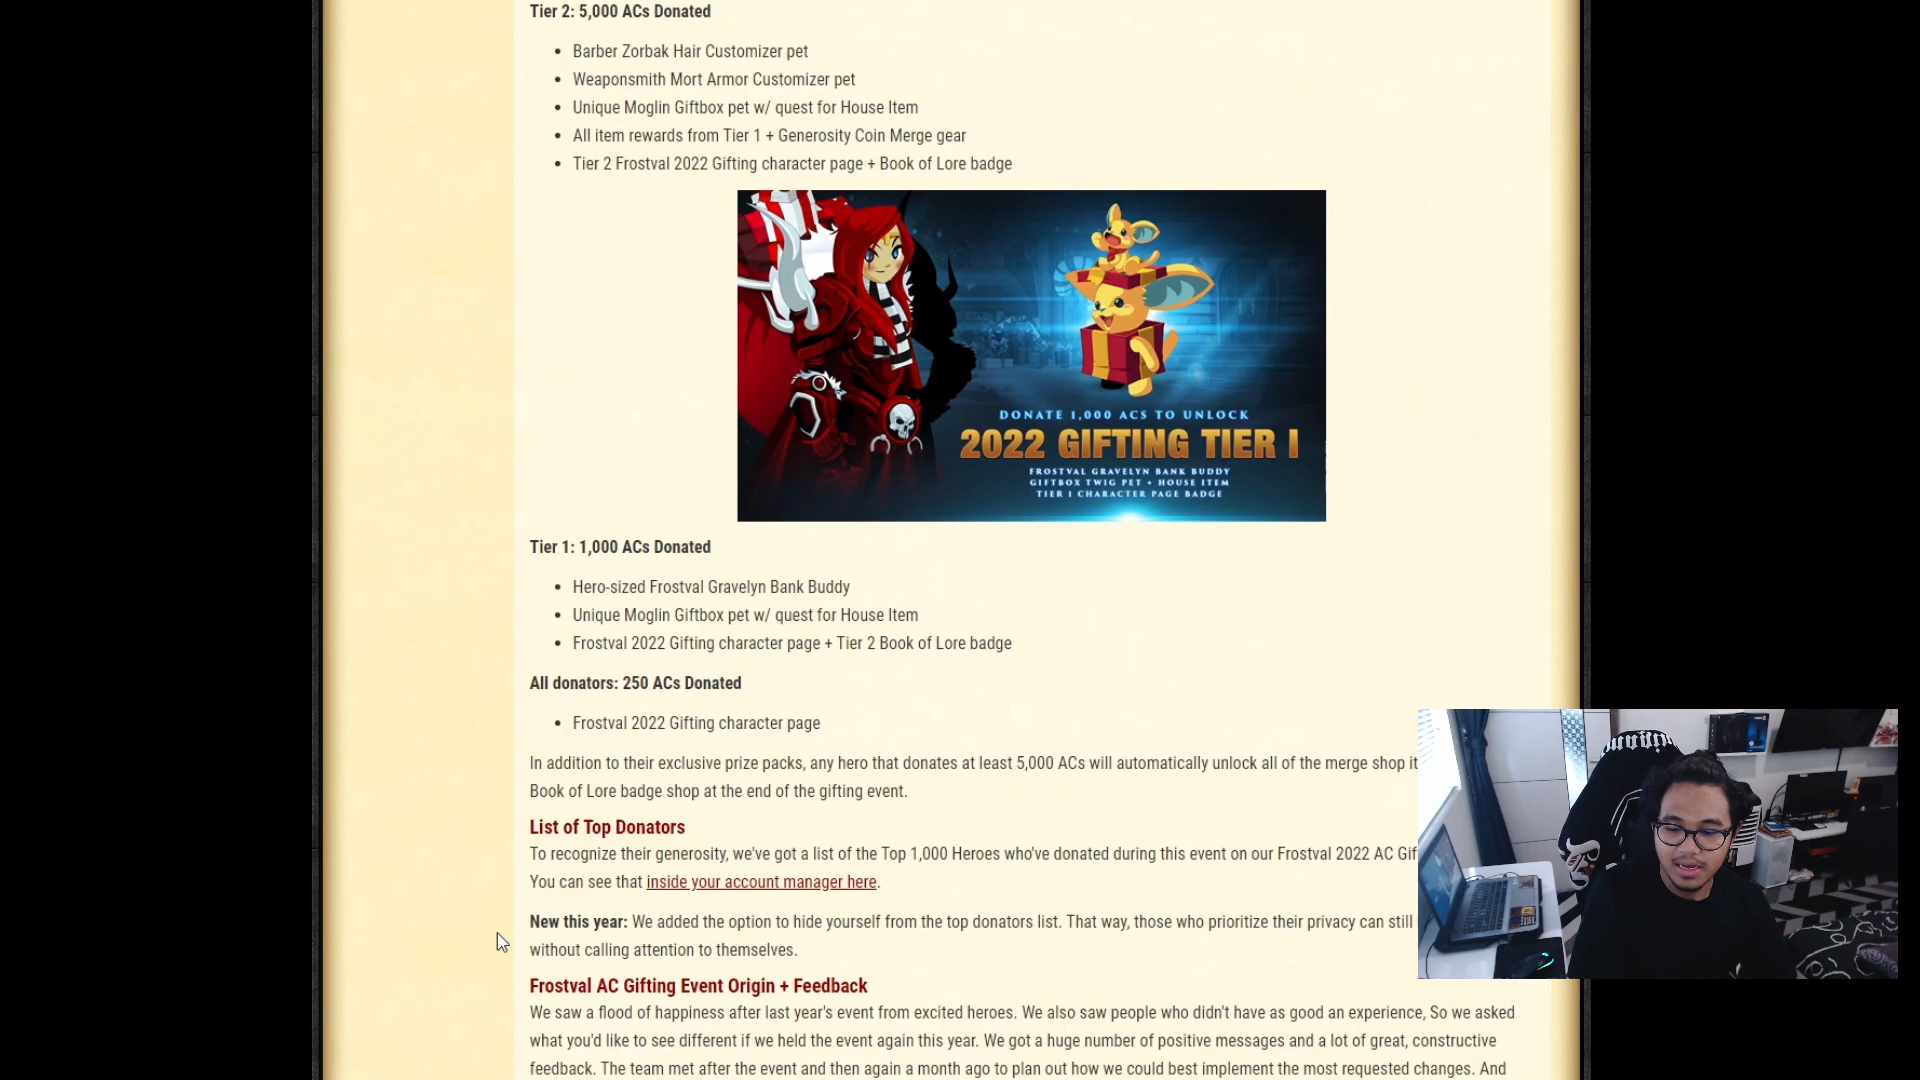 Tier 2: 5,000 ACs Donated
Barber Zorbak Hair Customizer pet
Weaponsmith Mort Armor Customizer pet
Unique Moglin Giftbox pet w/ quest for House Item
All item rewards from Tier 1 + Generosity Coin Merge gear
Tier 2 Frostval 2022 Gifting character page + Book of Lore badge
DONATE 1,000 ACS TO UNLOCK
2022 GIFTING TIER I
FROSTVAL GRAVELYN BANK BUDDY
GIFTBOX TWIG PET + HOUSE ITEM
TIER I CHARACTER PAGE BADGE
Tier 1: 1,000 ACs Donated
Hero-sized Frostval Gravelyn Bank Buddy
Unique Moglin Giftbox pet w/ quest for House Item
Frostval 2022 Gifting character page + Tier 2 Book of Lore badge
All donators: 250 ACs Donated
Frostval 2022 Gifting character page
In addition to their exclusive prize packs, any hero that donates at least 5,000 ACs will automatically unlock all of the merge shop it
Book of Lore badge shop at the end of the gifting event.
List of Top Donators
To recognize their generosity, we've got a list of the Top 1,000 Heroes who've donated during this event on our Frostval 2022 AC Gif
You can see that inside your account manager here.
New this year: We added the option to hide yourself from the top donators list. That way, those who prioritize their privacy can still
without calling attention to themselves.
Frostval AC Gifting Event Origin + Feedback
We saw a flood of happiness after last year's event from excited heroes. We also saw people who didn't have as good an experience, So we asked
what you'd like to see different if we held the event again this year. We got a huge number of positive messages and a lot of great, constructive
feedback. The team met after the event and then again a month ago to plan out how we could best implement the most requested changes. And